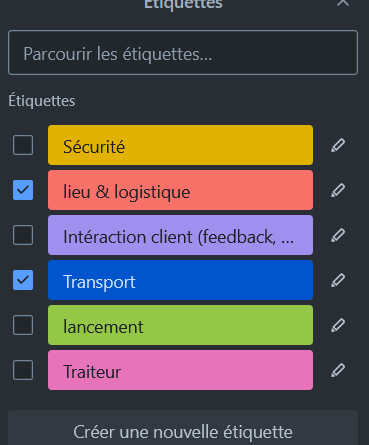 Étiquettes
Parcourir les étiquettes...
Étiquettes
Sécurité
lieu & logistique
Intéraction client (feedback, ...
Transport
lancement
Traiteur
Créer une nouvelle étiquette